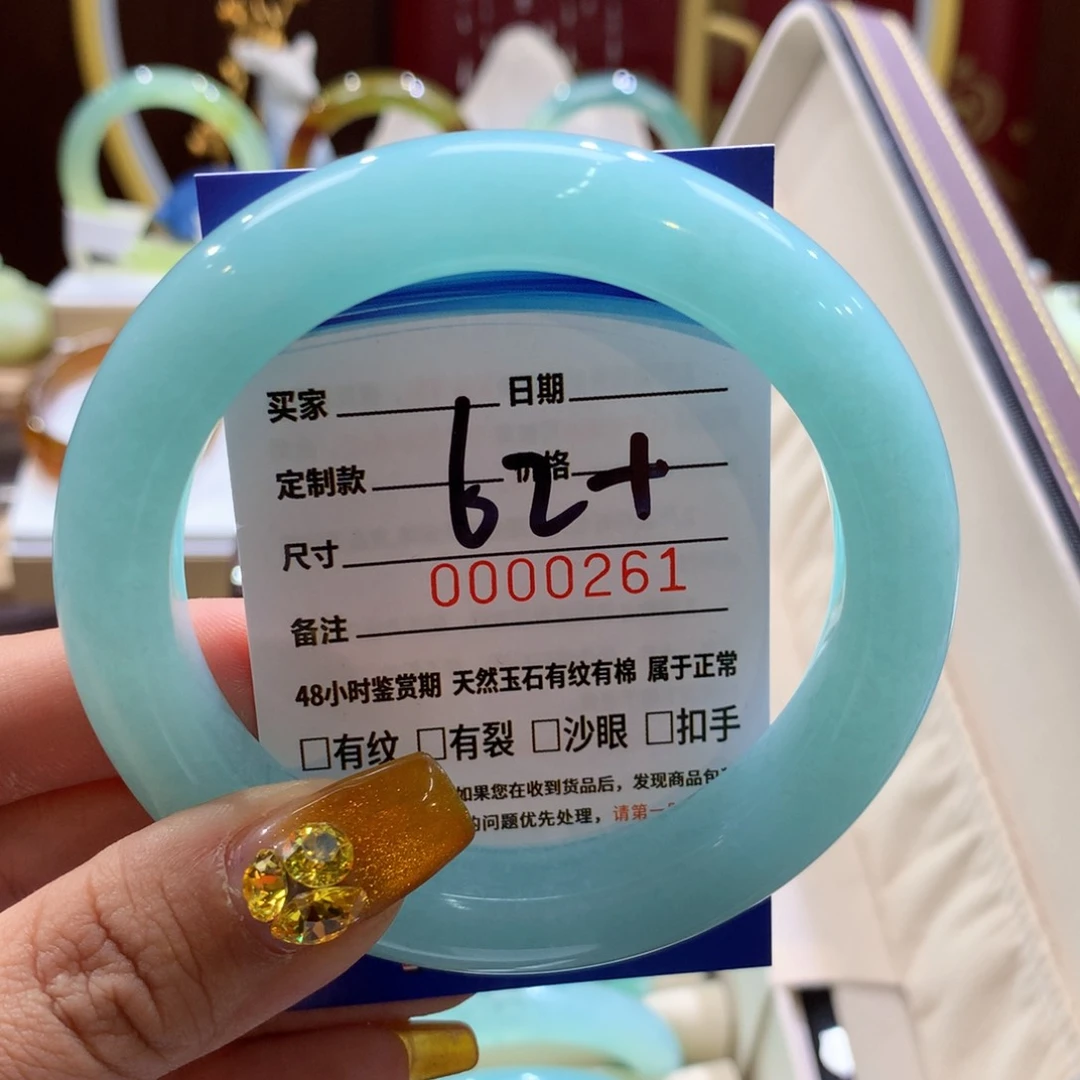 买家 日期
定制款 价格
62+
尺寸
0000261
备注
48小时鉴赏期 天然玉石有纹有棉 属于正常
□有纹 □有裂 □沙眼 □扣手
如果您在收到货品后，发现商品包
的问题优先处理，请第一